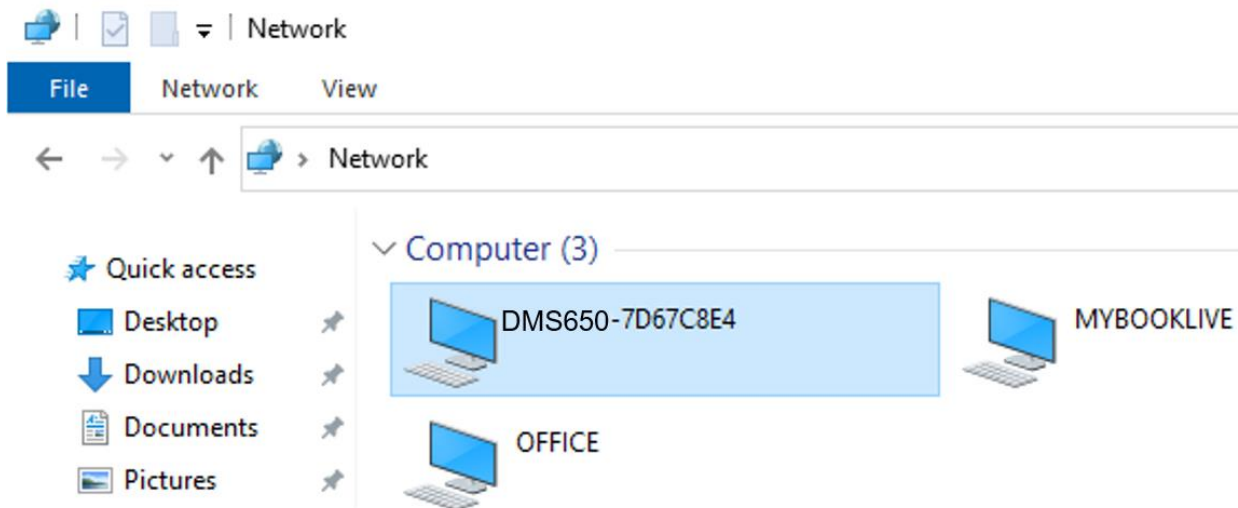 Network
File Network View
Network
Quick access
Desktop
Downloads
Documents
Pictures
Computer (3)
DMS650-7D67C8E4 MYBOOKLIVE
OFFICE